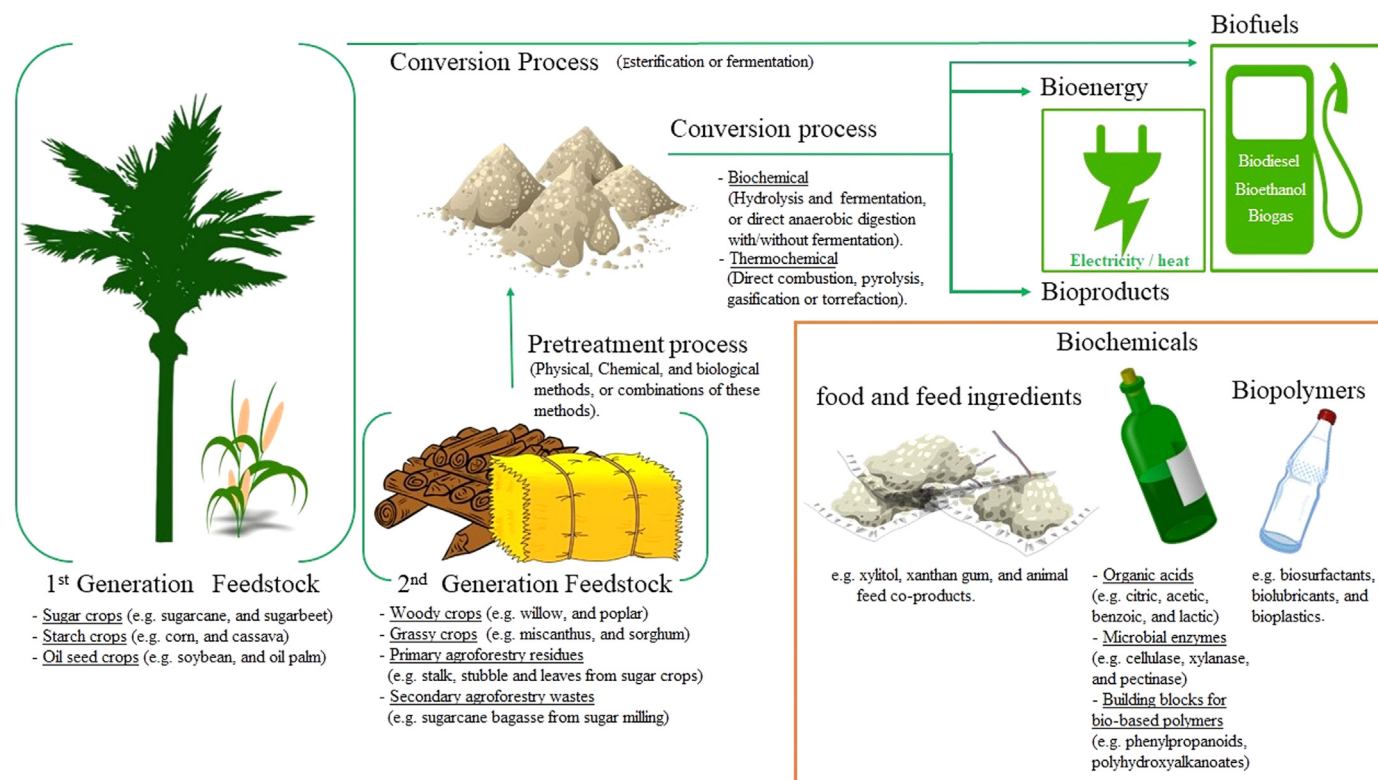 Biofuels
Conversion Process (Esterification or fermentation)
Bioenergy
Conversion process
- Biochemical
(Hydrolysis and fermentation,
or direct anaerobic digestion
with/without fermentation).
- Thermochemical
(Direct combustion, pyrolysis,
gasification or torrefaction).
Biodiesel
Bioethanol
Biogas
Electricity / heat
Bioproducts
Pretreatment process
(Physical, Chemical, and biological
methods, or combinations of these
methods).
1st Generation Feedstock
- Sugar crops (e.g. sugarcane, and sugarbeet)
- Starch crops (e.g. corn, and cassava)
- Oil seed crops (e.g. soybean, and oil palm)
2nd Generation Feedstock
- Woody crops (e.g. willow, and poplar)
- Grassy crops (e.g. miscanthus, and sorghum)
- Primary agroforestry residues
(e.g. stalk, stubble and leaves from sugar crops)
- Secondary agroforestry wastes
(e.g. sugarcane bagasse from sugar milling)
Biochemicals
food and feed ingredients
Biopolymers
e.g. xylitol, xanthan gum, and animal
feed co-products.
- Organic acids
(e.g. citric, acetic,
benzoic, and lactic)
- Microbial enzymes
(e.g. cellulase, xylanase,
and pectinase)
- Building blocks for
bio-based polymers
(e.g. phenylpropanoids,
polyhydroxyalkanoates)
e.g. biosurfactants,
biolubricants, and
bioplastics.